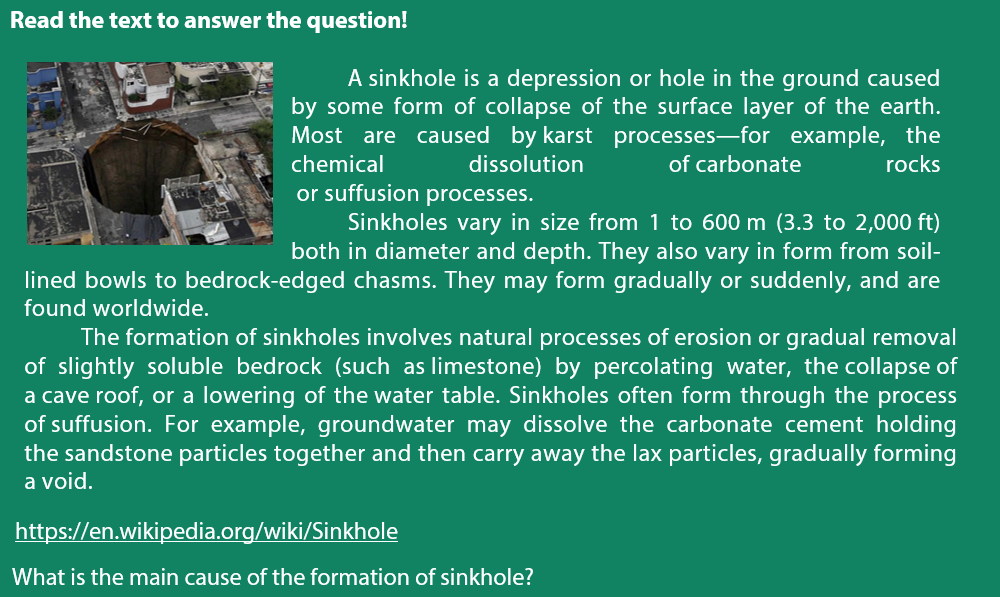 Read the text to answer the question!
A sinkhole is a depression or hole in the ground caused
by some form of collapse of the surface layer of the earth.
Most are caused by karst processes—for example, the
chemical dissolution of carbonate rocks
or suffusion processes.
Sinkholes vary in size from 1 to 600 m (3.3 to 2,000 ft)
both in diameter and depth. They also vary in form from soil-
lined bowls to bedrock-edged chasms. They may form gradually or suddenly, and are
found worldwide.
The formation of sinkholes involves natural processes of erosion or gradual removal
of slightly soluble bedrock (such as limestone) by percolating water, the collapse of
a cave roof, or a lowering of the water table. Sinkholes often form through the process
of suffusion. For example, groundwater may dissolve the carbonate cement holding
the sandstone particles together and then carry away the lax particles, gradually forming
a void.
https://en.wikipedia.org/wiki/Sinkhole
What is the main cause of the formation of sinkhole?